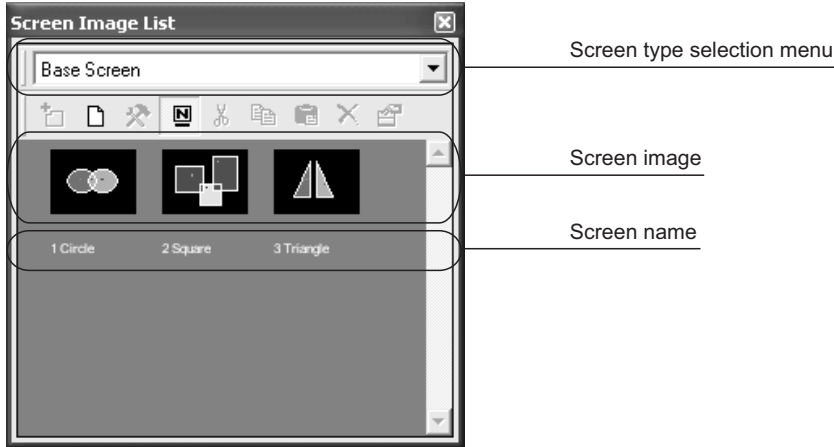 Screen Image List
Base Screen
Screen type selection menu
N
Screen image
1 Circle 2 Square 3 Triangle
Screen name